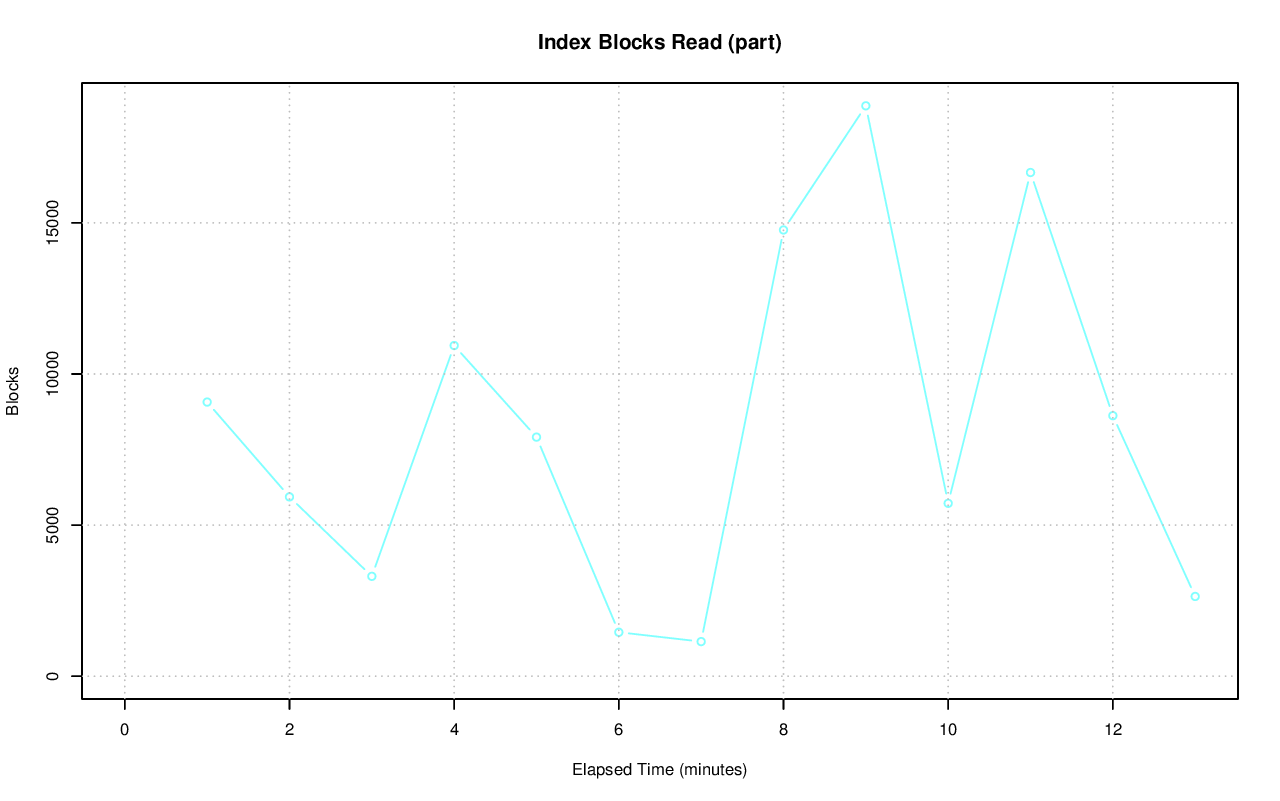 Index Blocks Read (part)
Blocks
15000
10000
5000
0
0 2 4 6 8 10 12
Elapsed Time (minutes)